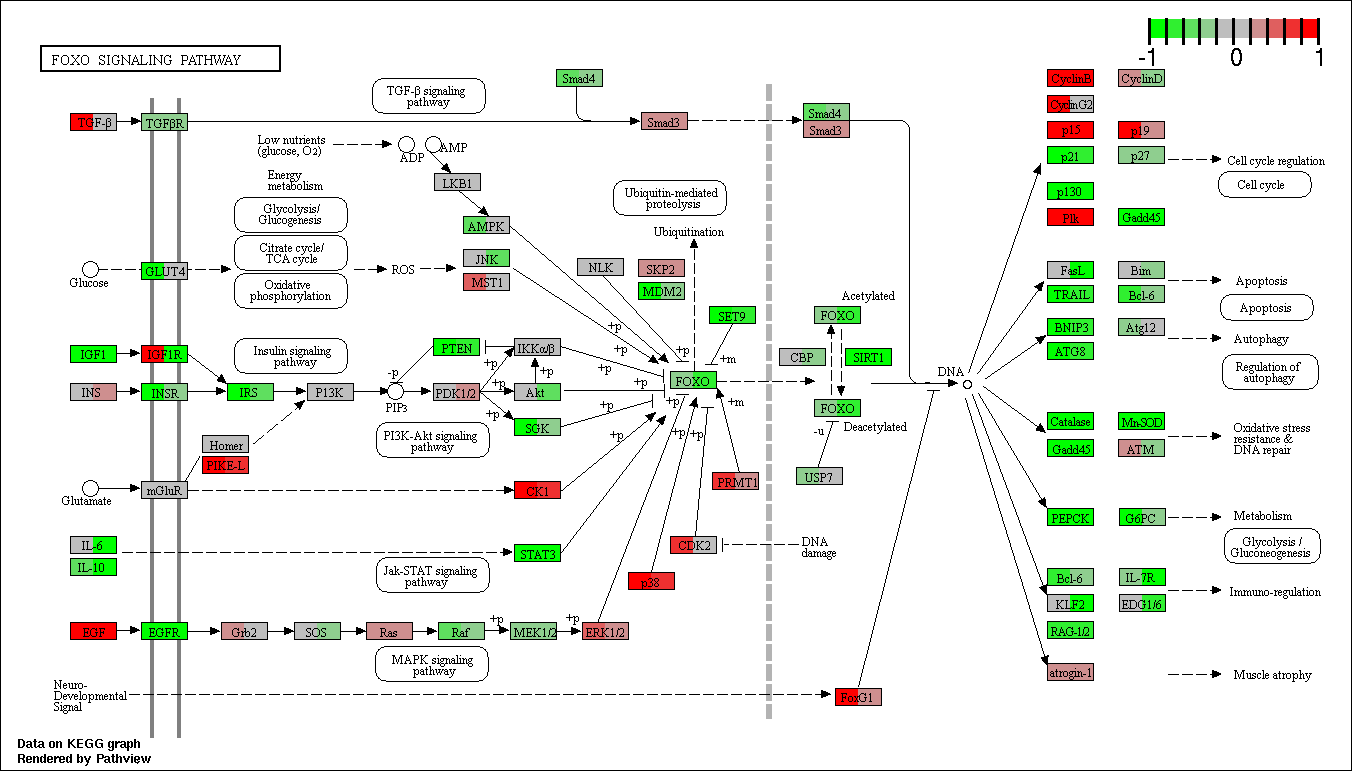 FOXO SIGNALING PATHWAY
-1 0 1
TGF-β signaling
pathway
Smad4
TGF-β
TGFβR
Smad3
Smad4
Smad3
CyclinB
CyclinD
CyclinG2
p15
p19
p21
p27
p130
Plk
Gadd45
Cell cycle regulation
Cell cycle
Low nutrients
(glucose, O2)
ADP
AMP
LKB1
AMPK
Energy
metabolism
Glycolysis/
Glucogenesis
Citrate cycle/
TCA cycle
Oxidative
phosphorylation
Glucose
GLUT4
ROS
JNK
MST1
NLK
SKP2
MDM2
Ubiquitin-mediated
proteolysis
Ubiquitination
SET9
FasL
Bim
TRAIL
Bcl-6
Apoptosis
Apoptosis
BNIP3
Atg12
ATG8
Autophagy
Regulation of
autophagy
Acetylated
FOXO
CBP
SIRT1
FOXO
Deacetylated
-u
USP7
DNA
IGF1
IGF1R
INS
INSR
IRS
Insulin signaling
pathway
P13K
-p
PIP3
PTEN
IKKα/β
PDK1/2
Akt
SGK
+p
+p
+p
+p
+p
+p
+p
+p
+p
+p
+p
+p
+p
+m
+m
FOXO
PI3K-Akt signaling
pathway
Homer
PIKE-L
Glutamate
mGluR
CK1
PRMT1
IL-6
IL-10
STAT3
Jak-STAT signaling
pathway
CDK2
DNA
damage
p38
EGF
EGFR
Grb2
SOS
Ras
Raf
+p
MEK1/2
+p
ERK1/2
MAPK signaling
pathway
Neuro-
Developmental
Signal
FoxG1
Catalase
Mn-SOD
Gadd45
ATM
Oxidative stress
resistance &
DNA repair
PEPCK
G6PC
Metabolism
Glycolysis /
Gluconeogenesis
Bcl-6
IL-7R
KLF2
EDG1/6
RAG-1/2
Immuno-regulation
atrogin-1
Muscle atrophy
Data on KEGG graph
Rendered by Pathview